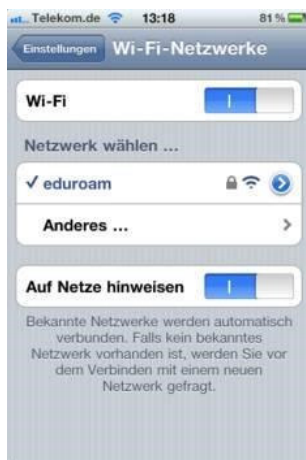 Telekom.de 13:18 81 %
Einstellungen Wi-Fi-Netzwerke
Wi-Fi
Netzwerk wählen ...
✓ eduroam
Anderes ...
Auf Netze hinweisen
Bekannte Netzwerke werden automatisch
verbunden. Falls kein bekanntes
Netzwerk vorhanden ist, werden Sie vor
dem Verbinden mit einem neuen
Netzwerk gefragt.